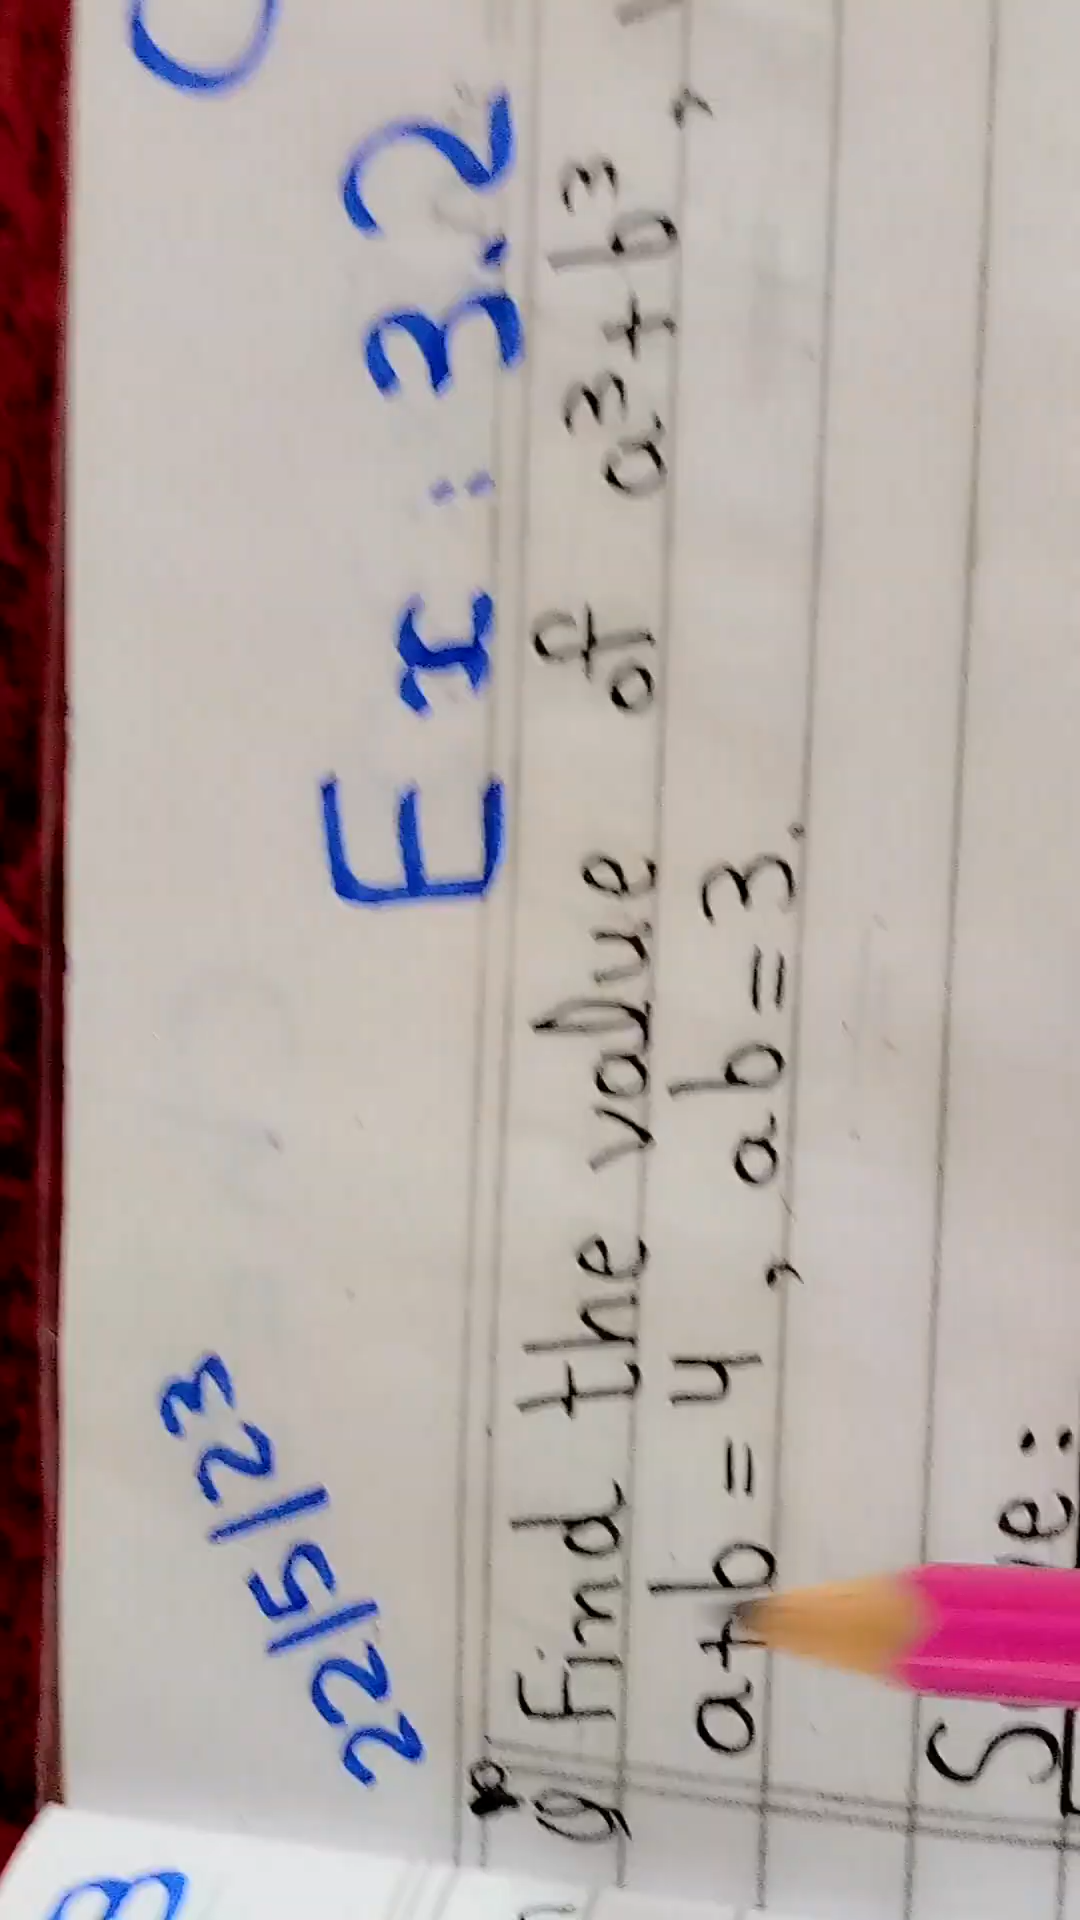 22/5/23
Ex : 3.2
Find the value of a³+b³,
a+b=4, ab=3.